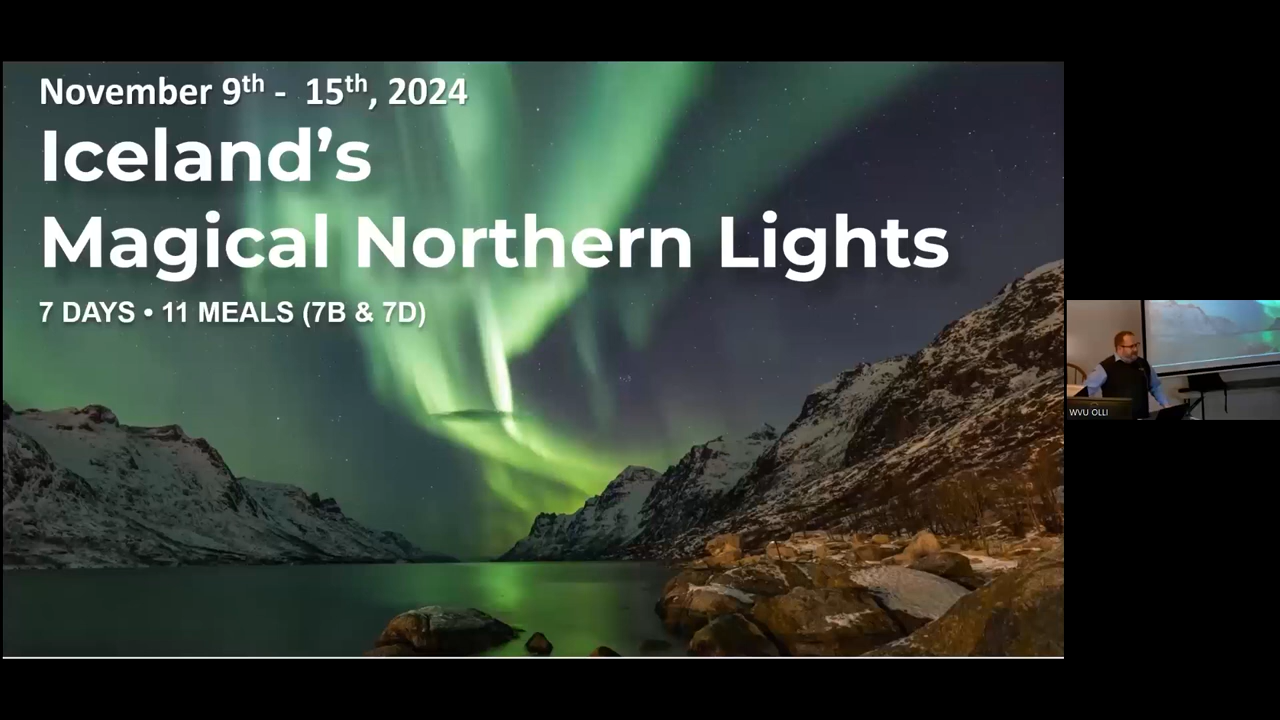 November 9th - 15th, 2024
Iceland's
Magical Northern Lights
7 DAYS • 11 MEALS (7B & 7D)
WVU OLLI